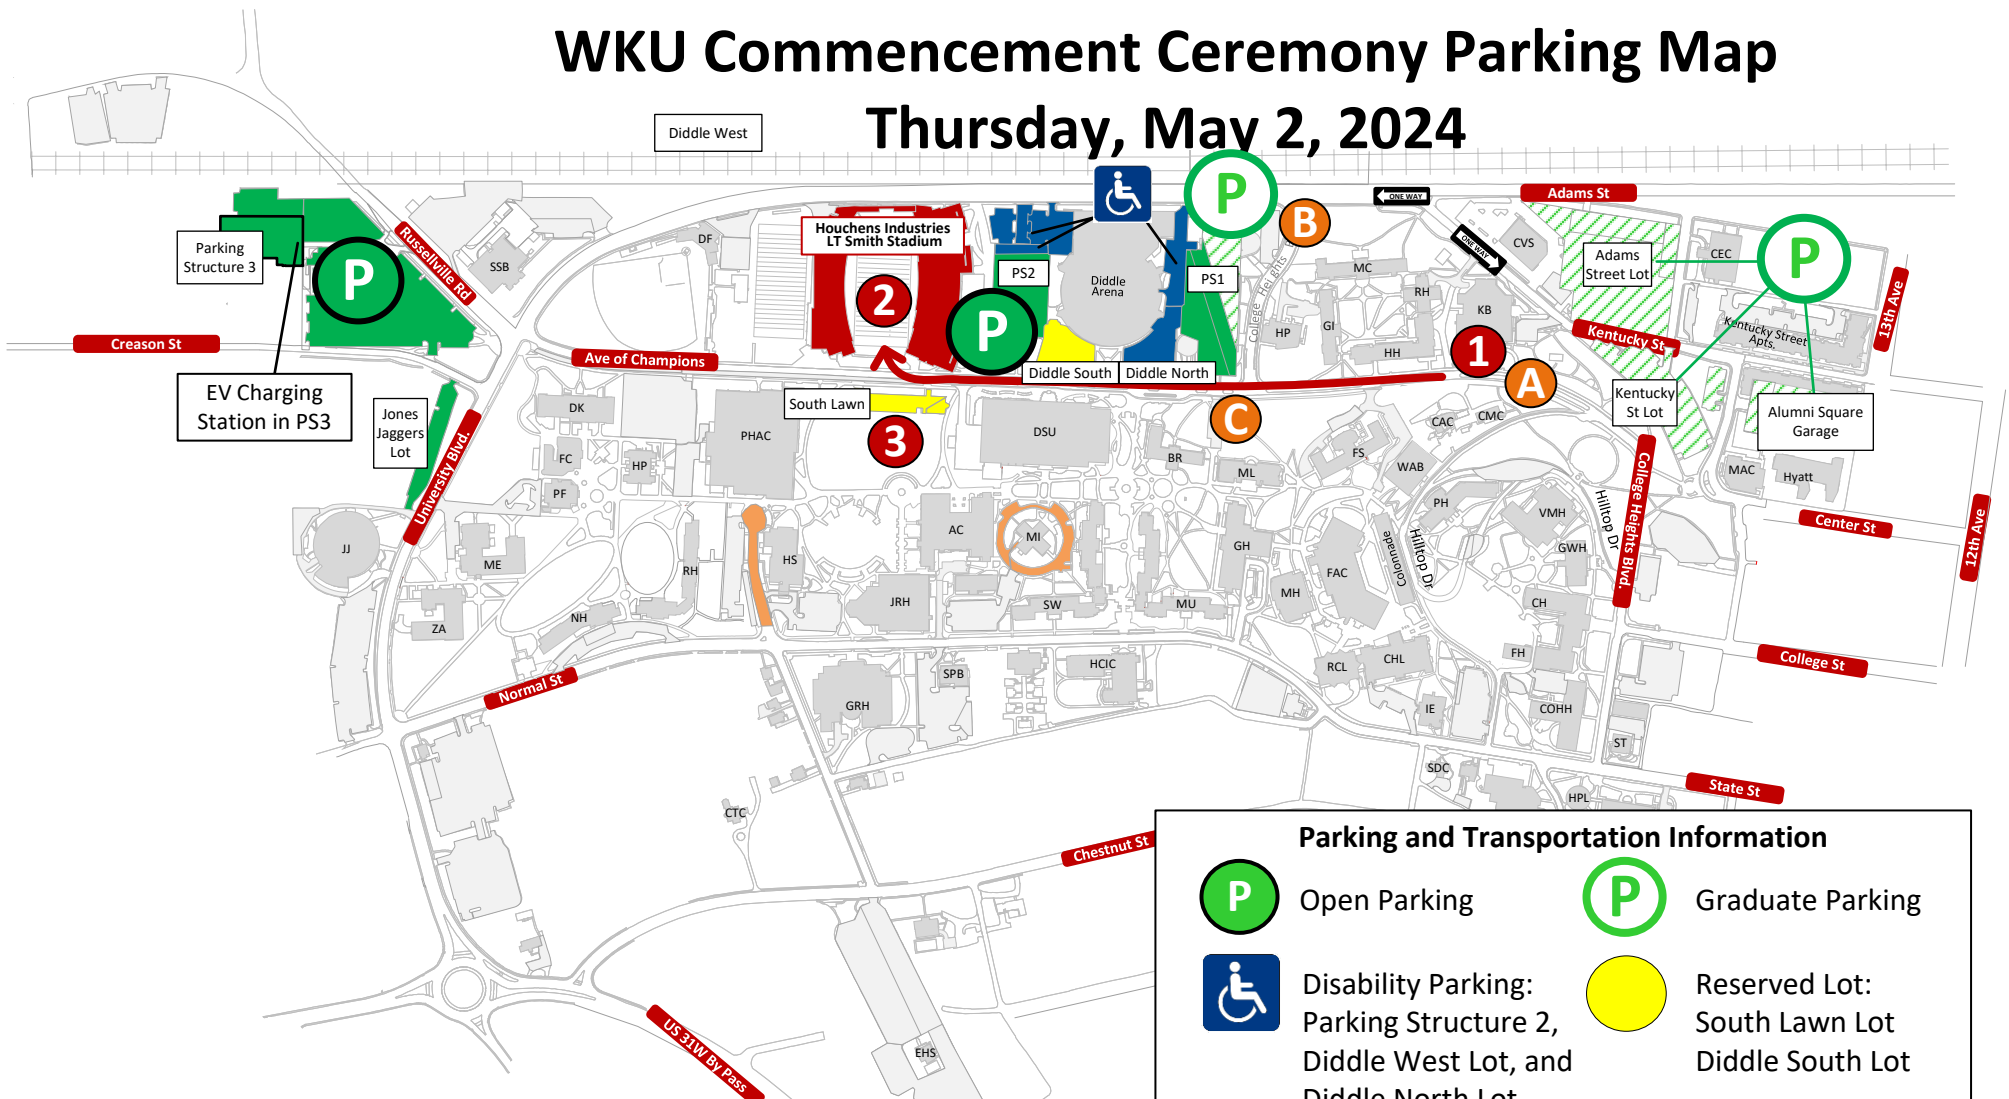 WKU Commencement Ceremony Parking Map
Thursday, May 2, 2024
Diddle West
Adams St
ONE WAY
ONE WAY
Parking
Structure 3
P
Russellville Rd
SSB
DF
Houchens Industries
LT Smith Stadium
2
PS2
P
Diddle
Arena
PS1
P
B
College Heights
HP
GI
MC
RH
HH
KB
1
A
CVS
Adams
Street Lot
CEC
P
13th Ave
Kentucky St
Kentucky Street
Apts.
Creason St
Ave of Champions
Diddle South
Diddle North
EV Charging
Station in PS3
Jones
Jaggers
Lot
University Blvd.
South Lawn
3
C
Kentucky
St Lot
Alumni Square
Garage
DK
FC
HP
PF
PHAC
DSU
BR
ML
FS
WAB
CAC
CMC
MAC
Hyatt
College Heights Blvd.
Center St
12th Ave
JJ
ME
ZA
RH
NH
HS
AC
MI
JRH
SW
MU
GH
MH
FAC
Colonnade
Hilltop Dr
PH
VMH
Hilltop Dr
GWH
CH
FH
College St
Normal St
GRH
SPB
HCIC
RCL
CHL
IE
COHH
ST
SDC
HPL
State St
CTC
Chestnut St
EHS
US 31W By Pass
Parking and Transportation Information
P
Open Parking
P
Graduate Parking
Disability Parking:
Parking Structure 2,
Diddle West Lot, and
Diddle North Lot
Reserved Lot:
South Lawn Lot
Diddle South Lot